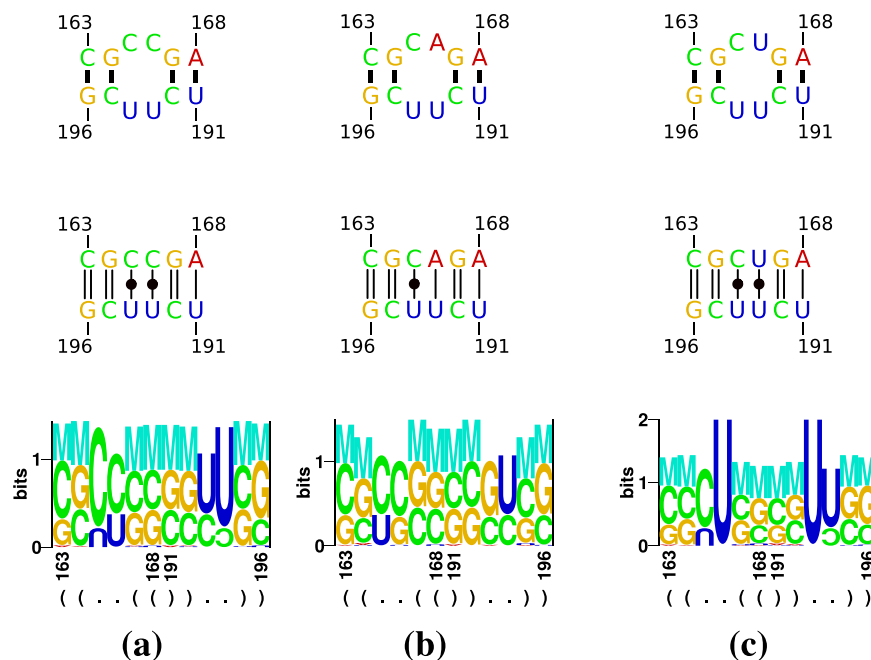 163 168 163 168 163 168
C C A C U
C G G A C G G A C G G A
G C C U G C C U G C C U
U U U U U U
196 191 196 191 196 191
163 168 163 168 163 168
C G C C G A C G C A G A C G C U G A
G C U U C U G C U U C U G C U U C U
196 191 196 191 196 191
bits 1 0 bits 1 0 bits 2 1 0
163 168 191 196 163 168 191 196 163 168 191 196
( ( . . ( ) . . ) ) ( ( . . ( ) . . ) ) ( ( . . ( ) . . ) )
(a) (b) (c)